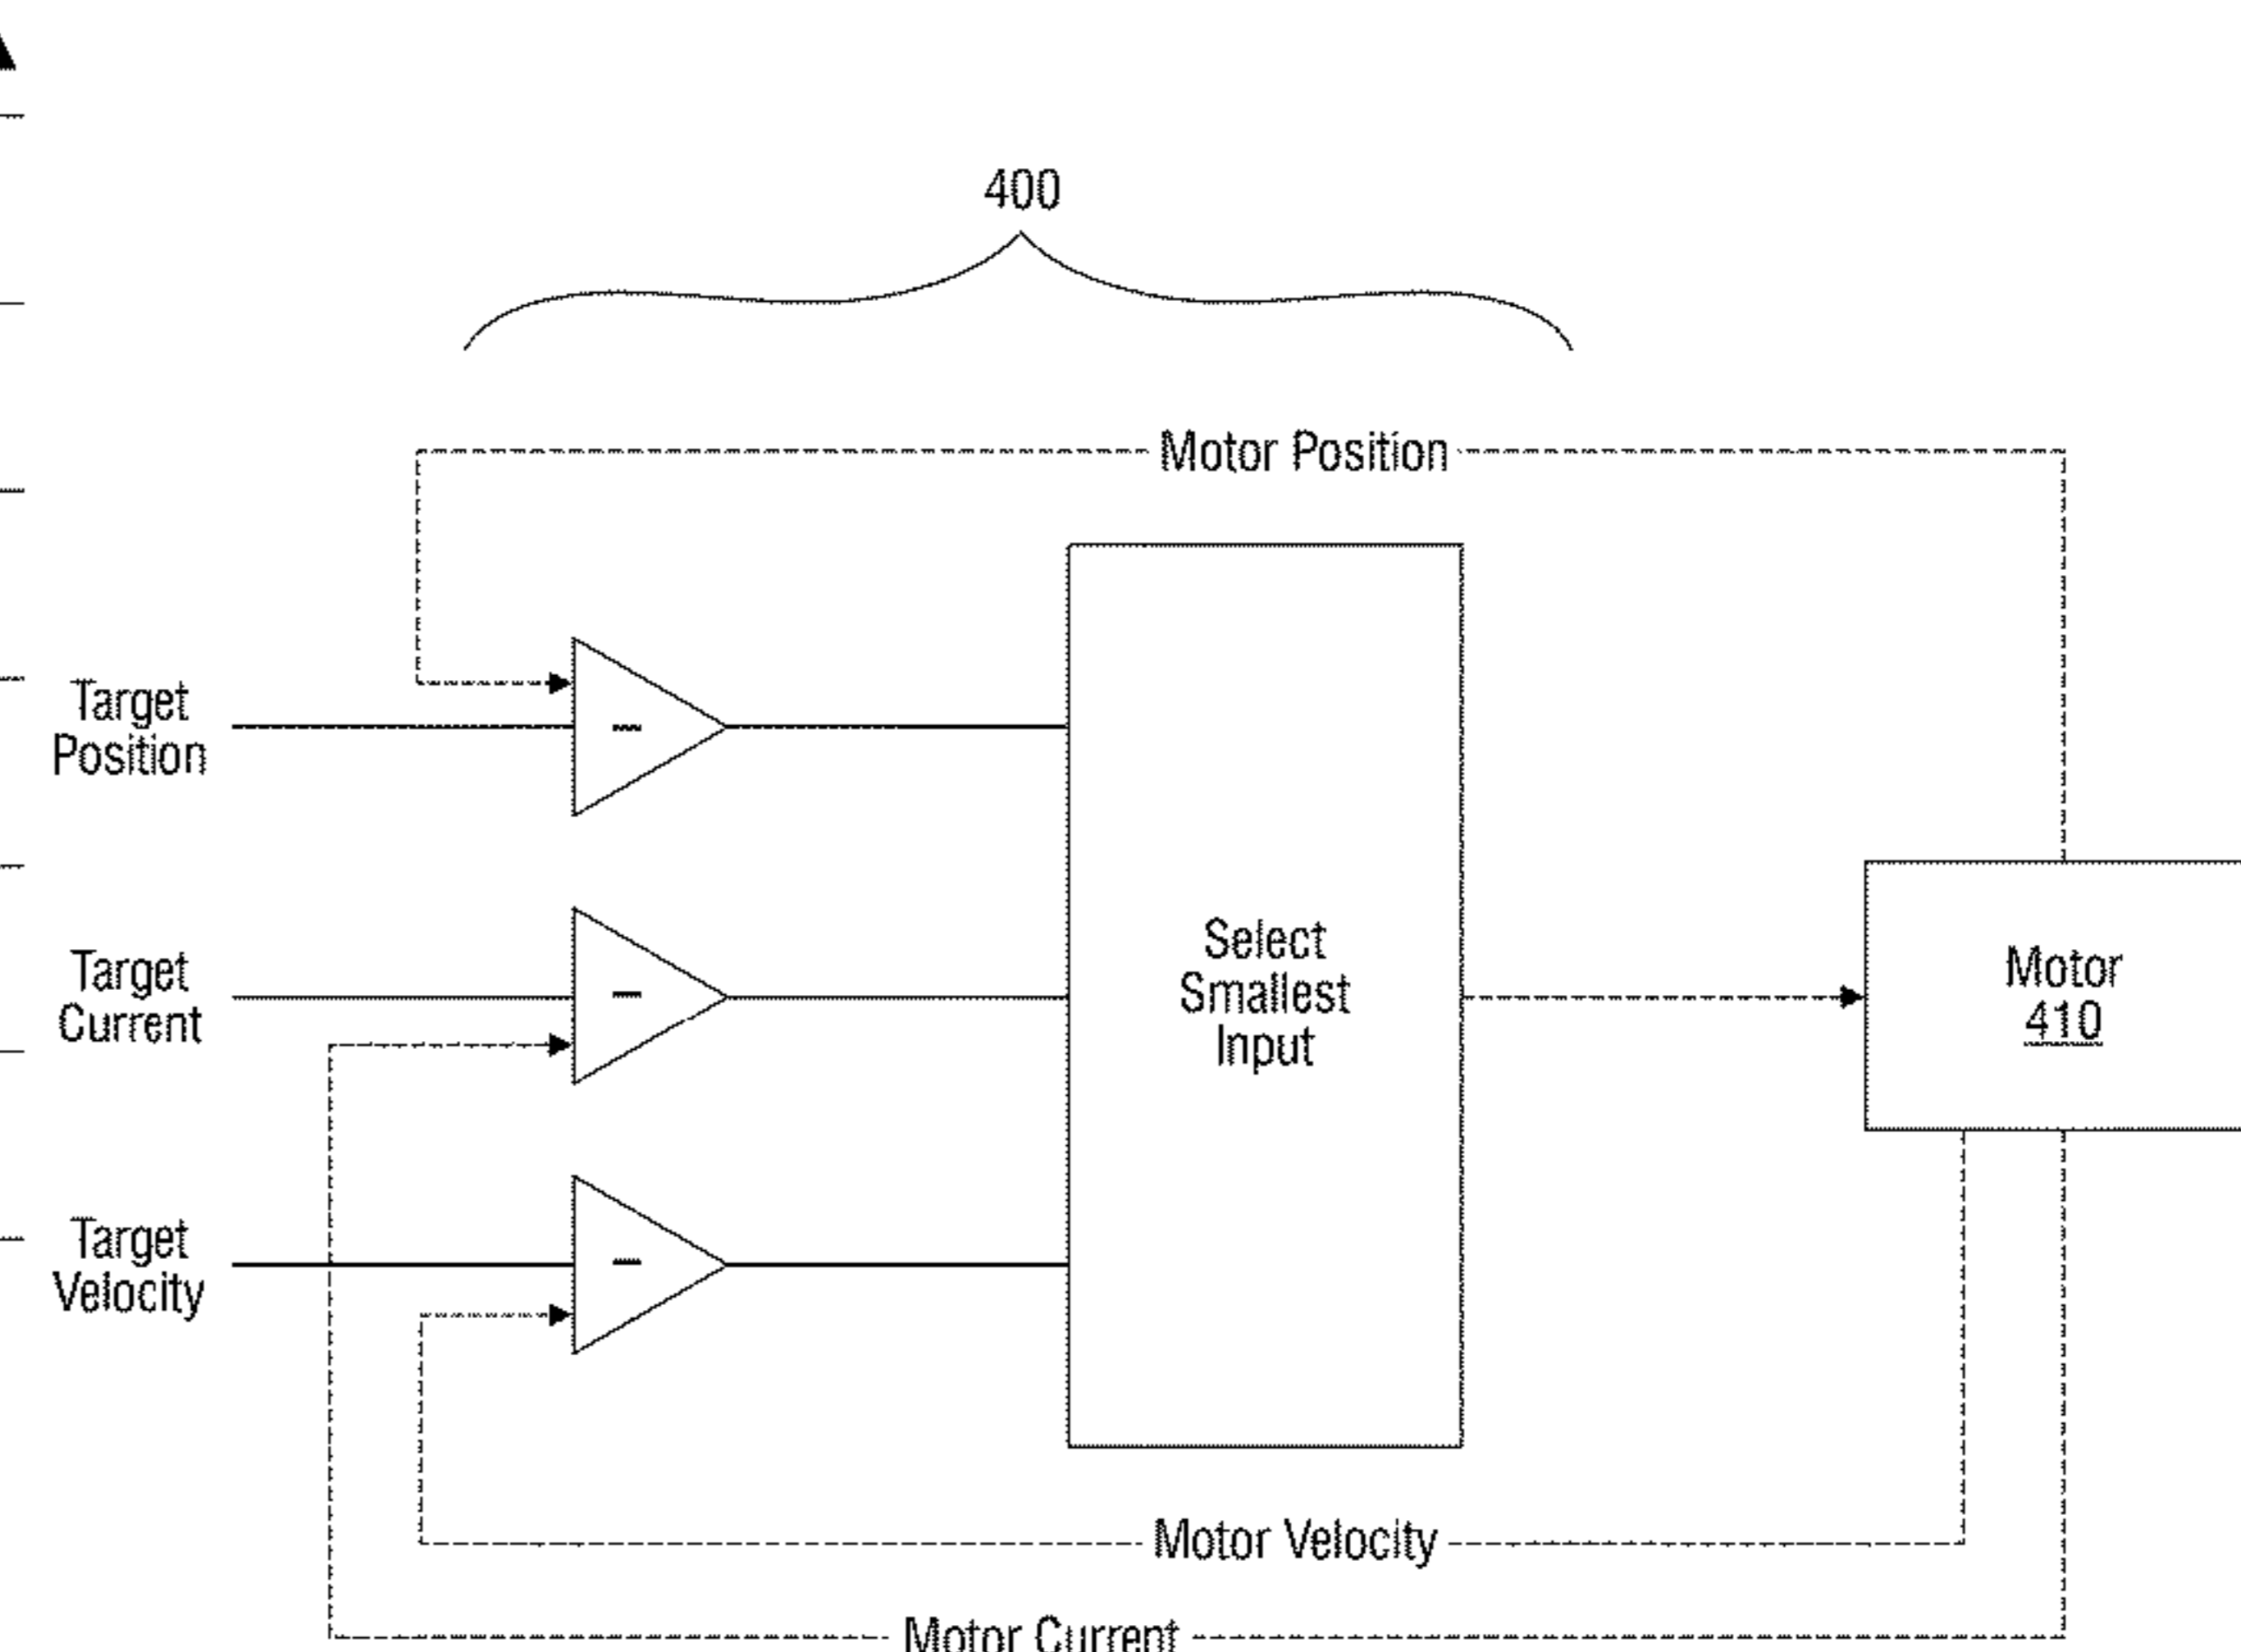 400
Motor Position
Target
Position
Target
Current
Select
Smallest
Input
Motor
410
Target
Velocity
Motor Velocity
Motor Current